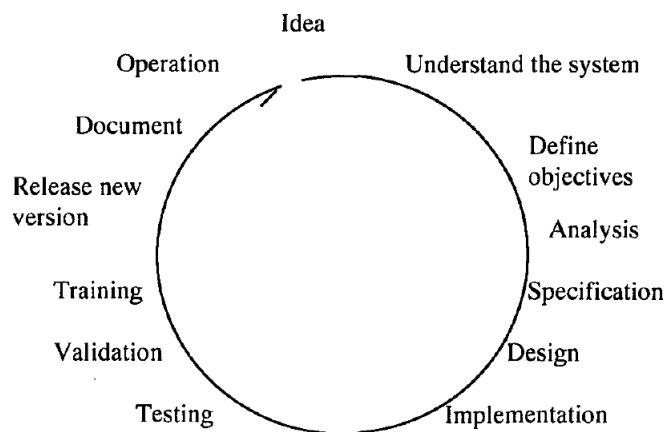 Idea
Operation
Understand the system
Document
Define
objectives
Release new
version
Analysis
Training
Specification
Validation
Design
Testing
Implementation